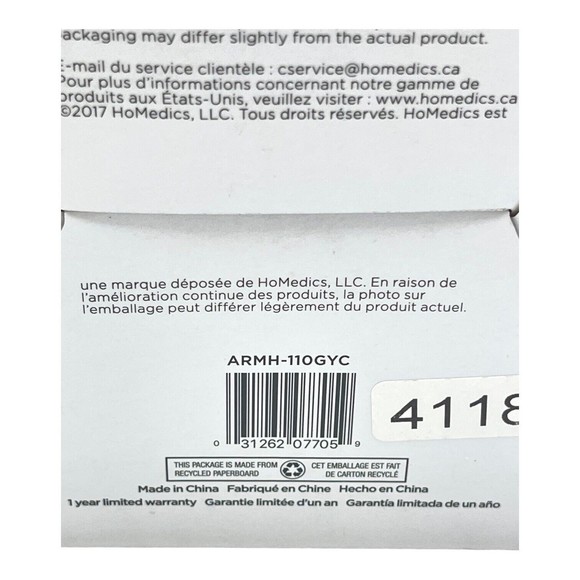 ackaging may differ slightly from the actual product.
E-mail du service clientèle : cservice@homedics.ca
Pour plus d'informations concernant notre gamme de
produits aux États-Unis, veuillez visiter : www.homedics.ca
©2017 HoMedics, LLC. Tous droits réservés. HoMedics est
une marque déposée de HoMedics, LLC. En raison de
l'amélioration continue des produits, la photo sur
l'emballage peut différer légèrement du produit actuel.
ARMH-110GYC
4118
0 31262 07705 9
THIS PACKAGE IS MADE FROM
RECYCLED PAPERBOARD
CET EMBALLAGE EST FAIT
DE CARTON RECYCLÉ
Made in China Fabriqué en Chine Hecho en China
1 year limited warranty Garantie limitée d'un an Garantía limitada de un año